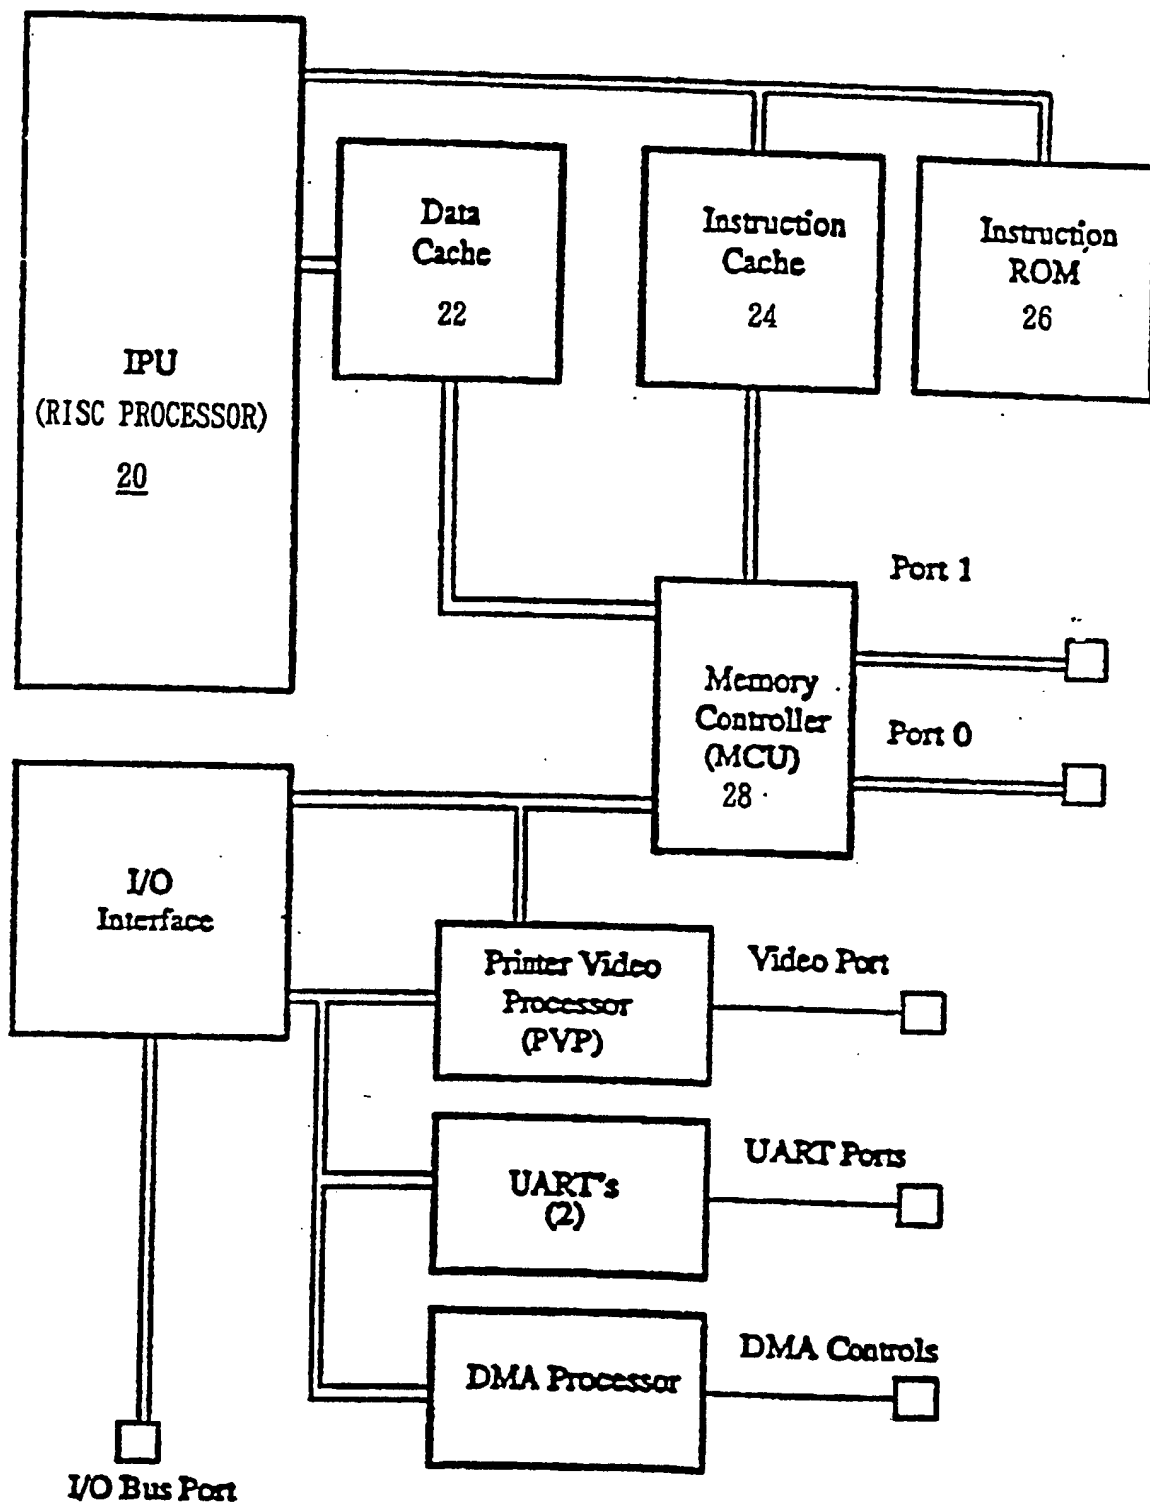 Data
Cache
22
Instruction
Cache
24
Instruction
ROM
26
IPU
(RISC PROCESSOR)
20
Port 1
Memory
Controller
(MCU)
28
Port 0
I/O
Interface
Printer Video
Processor
(PVP)
Video Port
UART's
(2)
UART Ports
DMA Processor
DMA Controls
I/O Bus Port